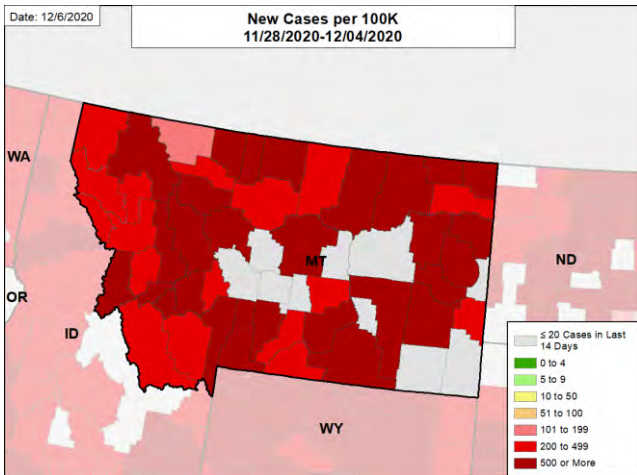 Date: 12/6/2020
New Cases per 100K
11/28/2020-12/04/2020
WA
MT
ND
OR
ID
WY
≤ 20 Cases in Last
14 Days
0 to 4
5 to 9
10 to 50
51 to 100
101 to 199
200 to 499
500 or More